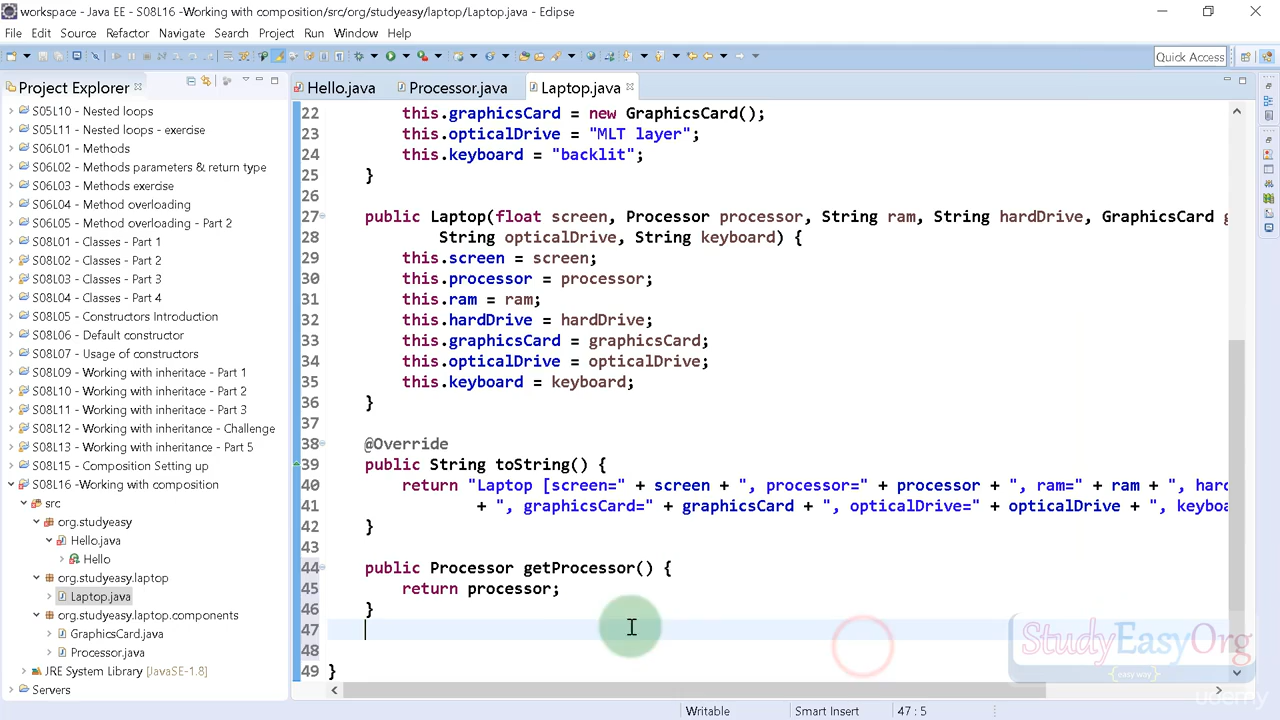 workspace - Java EE - S08L16 -Working with composition/src/org/studyeasy/laptop/Laptop.java - Eclipse
File Edit Source Refactor Navigate Search Project Run Window Help
Quick Access
Project Explorer
Hello.java Processor.java Laptop.java
S05L10 - Nested loops
S05L11 - Nested loops - exercise
S06L01 - Methods
S06L02 - Methods parameters & return type
S06L03 - Methods exercise
S06L04 - Method overloading
S06L05 - Method overloading - Part 2
S08L01 - Classes - Part 1
S08L02 - Classes - Part 2
S08L03 - Classes - Part 3
S08L04 - Classes - Part 4
S08L05 - Constructors Introduction
S08L06 - Default constructor
S08L07 - Usage of constructors
S08L09 - Working with inheritace - Part 1
S08L10 - Working with inheritace - Part 2
S08L11 - Working with inheritace - Part 3
S08L12 - Working with inheritance - Challenge
S08L13 - Working with inheritance - Part 5
S08L15 - Composition Setting up
S08L16 -Working with composition
src
org.studyeasy
Hello.java
Hello
org.studyeasy.laptop
Laptop.java
org.studyeasy.laptop.components
GraphicsCard.java
Processor.java
JRE System Library [JavaSE-1.8]
Servers
22 this.graphicsCard = new GraphicsCard();
23 this.opticalDrive = "MLT layer";
24 this.keyboard = "backlit";
25 }
26
27 public Laptop(float screen, Processor processor, String ram, String hardDrive, GraphicsCard g
28 String opticalDrive, String keyboard) {
29 this.screen = screen;
30 this.processor = processor;
31 this.ram = ram;
32 this.hardDrive = hardDrive;
33 this.graphicsCard = graphicsCard;
34 this.opticalDrive = opticalDrive;
35 this.keyboard = keyboard;
36 }
37
38 @Override
39 public String toString() {
40 return "Laptop [screen=" + screen + ", processor=" + processor + ", ram=" + ram + ", hard
41 + ", graphicsCard=" + graphicsCard + ", opticalDrive=" + opticalDrive + ", keyboa
42 }
43
44 public Processor getProcessor() {
45 return processor;
46 }
47
48
49 }
StudyEasyOrg
easy way
udemy
Writable Smart Insert 47 : 5